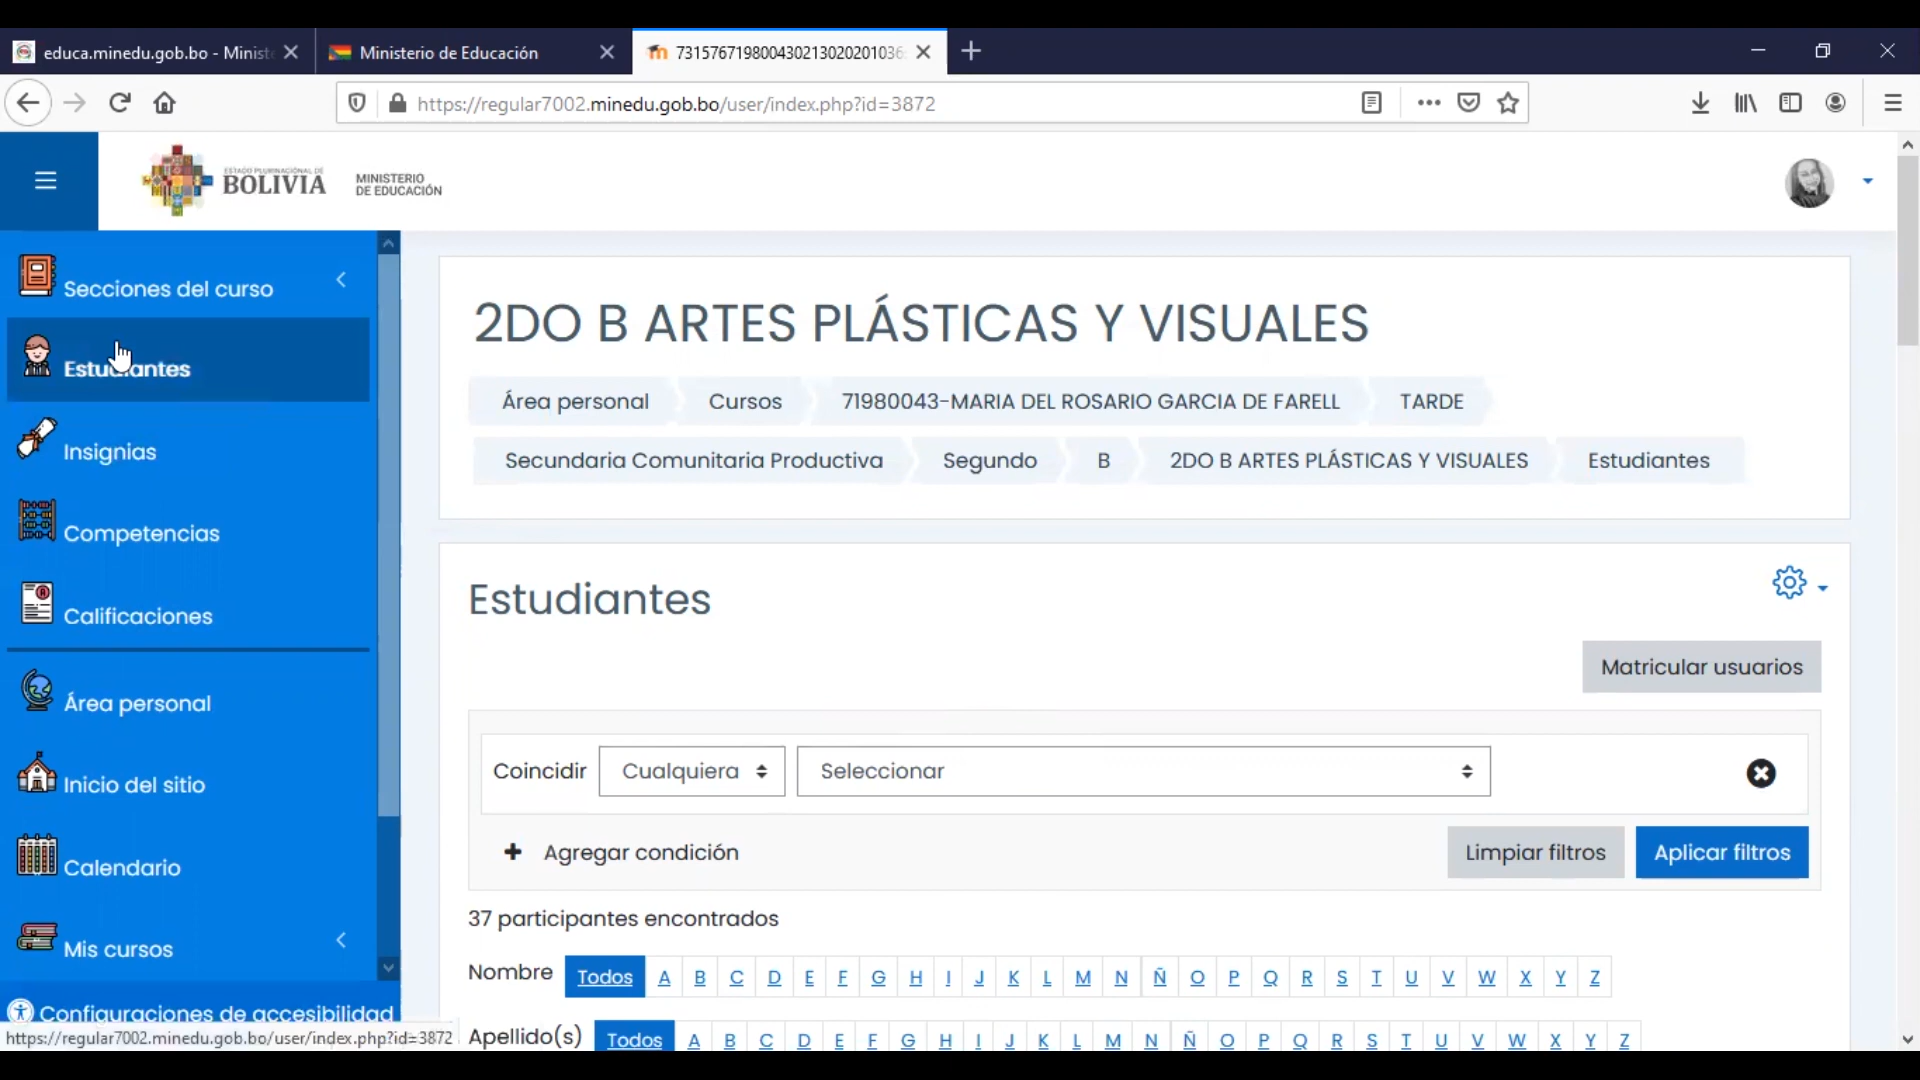 educa.minedu.gob.bo - Minist
Ministerio de Educación
731576719800430213020201036
https://regular7002.minedu.gob.bo/user/index.php?id=3872
ESTADO PLURINACIONAL DE
BOLIVIA
MINISTERIO
DE EDUCACIÓN
Secciones del curso
Estudiantes
Insignias
Competencias
Calificaciones
Área personal
Inicio del sitio
Calendario
Mis cursos
Configuraciones de accesibilidad
https://regular7002.minedu.gob.bo/user/index.php?id=3872
2DO B ARTES PLÁSTICAS Y VISUALES
Área personal Cursos 71980043-MARIA DEL ROSARIO GARCIA DE FARELL TARDE
Secundaria Comunitaria Productiva Segundo B 2DO B ARTES PLÁSTICAS Y VISUALES Estudiantes
Estudiantes
Matricular usuarios
Coincidir Cualquiera Seleccionar
Agregar condición Limpiar filtros Aplicar filtros
37 participantes encontrados
Nombre Todos A B C D E F G H I J K L M N Ñ O P Q R S T U V W X Y Z
Apellido(s) Todos A B C D E F G H I J K L M N Ñ O P Q R S T U V W X Y Z